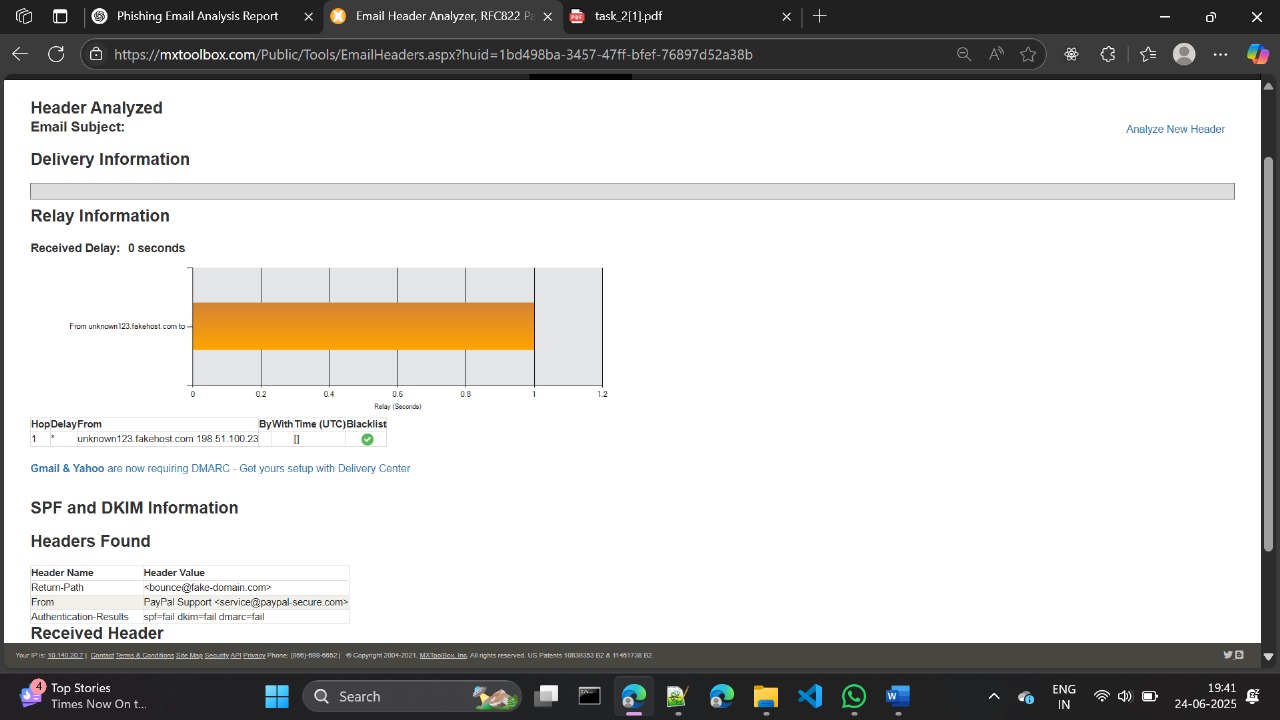 Phishing Email Analysis Report
Email Header Analyzer, RFC822 Pa
task_2[1].pdf
https://mxtoolbox.com/Public/Tools/EmailHeaders.aspx?huid=1bd498ba-3457-47ff-bfef-76897d52a38b
Header Analyzed
Email Subject:
Analyze New Header
Delivery Information
Relay Information
Received Delay: 0 seconds
From unknown123.fakehost.com to
0 0.2 0.4 0.6 0.8 1 1.2
Relay (Seconds)
Hop Delay From By With Time (UTC) Blacklist
1 * unknown123.fakehost.com 198.51.100.23 []
Gmail & Yahoo are now requiring DMARC - Get yours setup with Delivery Center
SPF and DKIM Information
Headers Found
Header Name Header Value
Return-Path <bounce@fake-domain.com>
From PayPal Support <service@paypal-secure.com>
Authentication-Results spf=fail dkim=fail dmarc=fail
Received Header
Your IP is: 10.140.20.7 | Contact Terms & Conditions Site Map Security API Privacy Phone: (866)-698-6652 | © Copyright 2004-2021, MXToolBox, Inc. All rights reserved. US Patents 10839353 B2 & 11461738 B2
4
Top Stories
Times Now On t...
Search
ENG
IN
19:41
24-06-2025